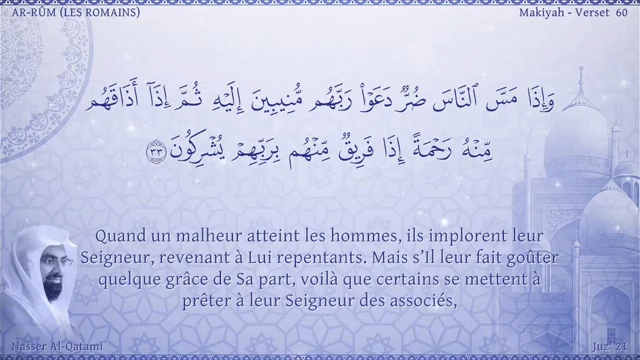 AR-RÛM (LES ROMAINS)
Makiyah - Verset 60
وَإِذَا مَسَّ ٱلنَّاسَ ضُرٌّ دَعَوْا۟ رَبَّهُم مُّنِيبِينَ إِلَيْهِ ثُمَّ إِذَآ أَذَاقَهُم
مِّنْهُ رَحْمَةً إِذَا فَرِيقٌ مِّنْهُم بِرَبِّهِمْ يُشْرِكُونَ ٣٣
Quand un malheur atteint les hommes, ils implorent leur
Seigneur, revenant à Lui repentants. Mais s’Il leur fait goûter
quelque grâce de Sa part, voilà que certains se mettent à
prêter à leur Seigneur des associés,
Nasser Al-Qatami
Juz' 21